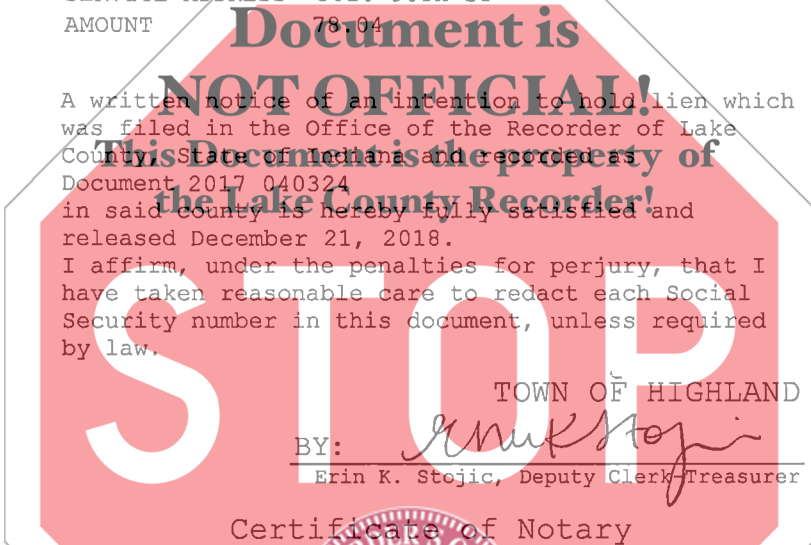 AMOUNT 78.04
Document is
NOT OFFICIAL!
A written notice of an intention to hold lien which
was filed in the Office of the Recorder of Lake
This Document is the property of
County, State of Indiana and recorded as
Document 2017 040324
the Lake County Recorder!
in said county is hereby fully satisfied and
released December 21, 2018.
I affirm, under the penalties for perjury, that I
have taken reasonable care to redact each Social
Security number in this document, unless required
by law.
STOP
TOWN OF HIGHLAND
BY:
Erin K. Stojic, Deputy Clerk-Treasurer
Certificate of Notary